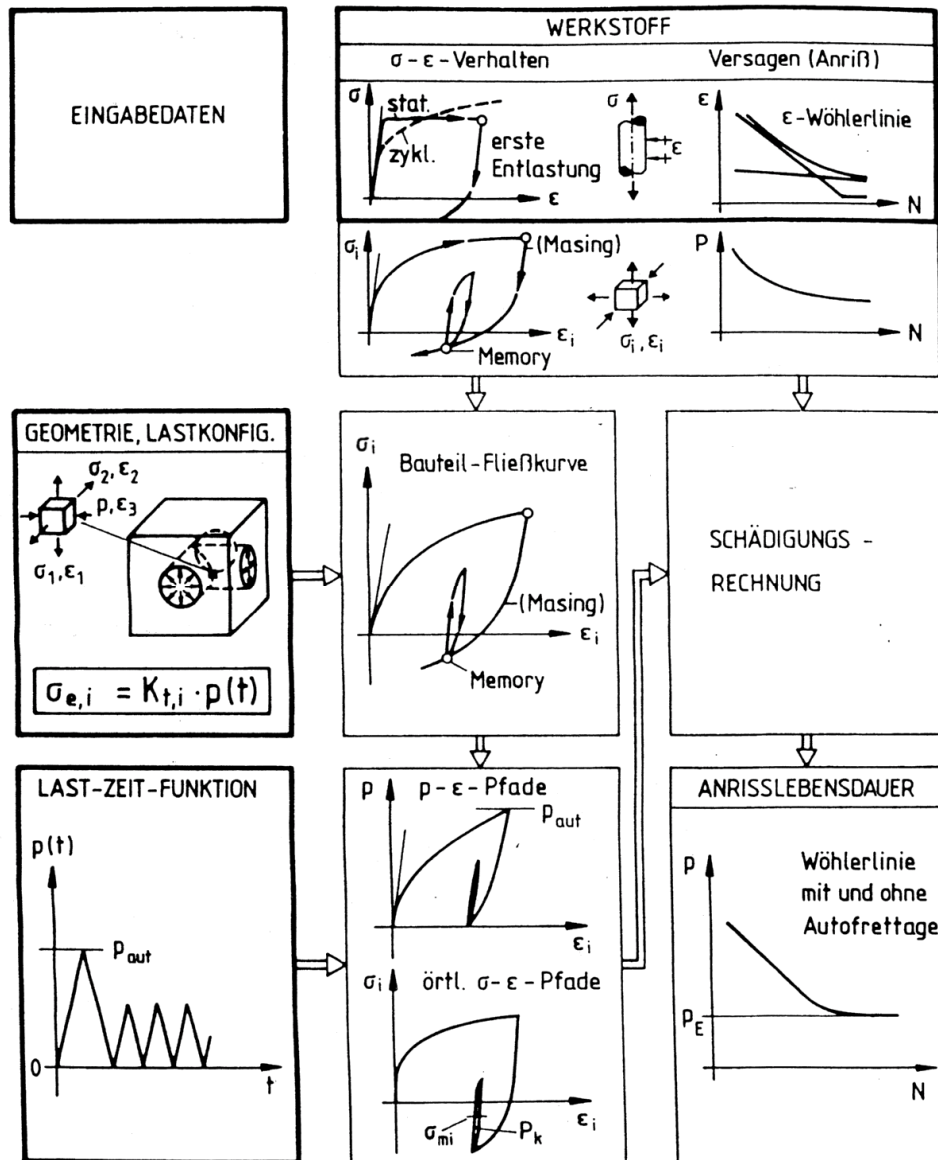 EINGABEDATEN
WERKSTOFF
σ-ε-Verhalten
Versagen (Anriß)
σ
stat.
zykl.
erste
Entlastung
ε
σ
ε
ε
ε-Wöhlerlinie
N
σi
(Masing)
εi
Memory
σi, εi
P
N
GEOMETRIE, LASTKONFIG.
σ2, ε2
p, ε3
σ1, ε1
σe,i = Kt,i · p(t)
σi
Bauteil-Fließkurve
(Masing)
εi
Memory
SCHÄDIGUNGS-
RECHNUNG
LAST-ZEIT-FUNKTION
p(t)
paut
0
t
p
p-ε-Pfade
paut
εi
σi
örtl. σ-ε-Pfade
εi
σmi
Pk
ANRISSLEBENSDAUER
p
Wöhlerlinie
mit und ohne
Autofrettage
pE
N